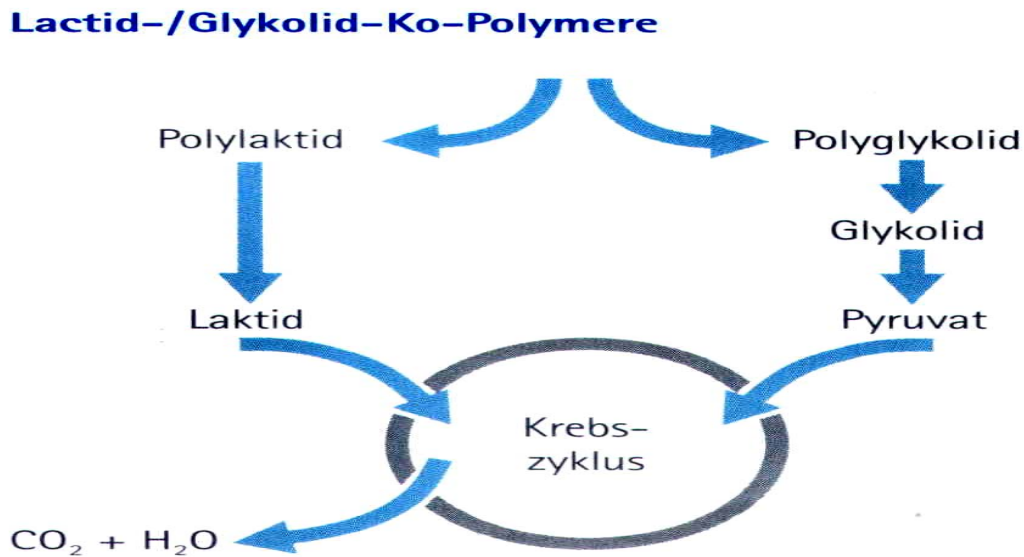 Lactid-/Glykolid-Ko-Polymere
Polylaktid
Polyglykolid
Glykolid
Laktid
Pyruvat
Krebs-
zyklus
CO₂ + H₂O